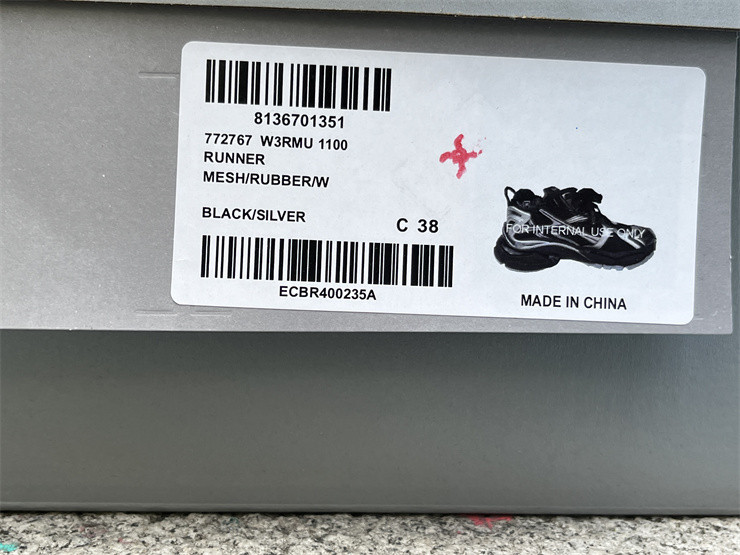 8136701351
772767 W3RMU 1100
RUNNER
MESH/RUBBER/W
BLACK/SILVER
C 38
ECBR400235A
FOR INTERNAL USE ONLY
MADE IN CHINA